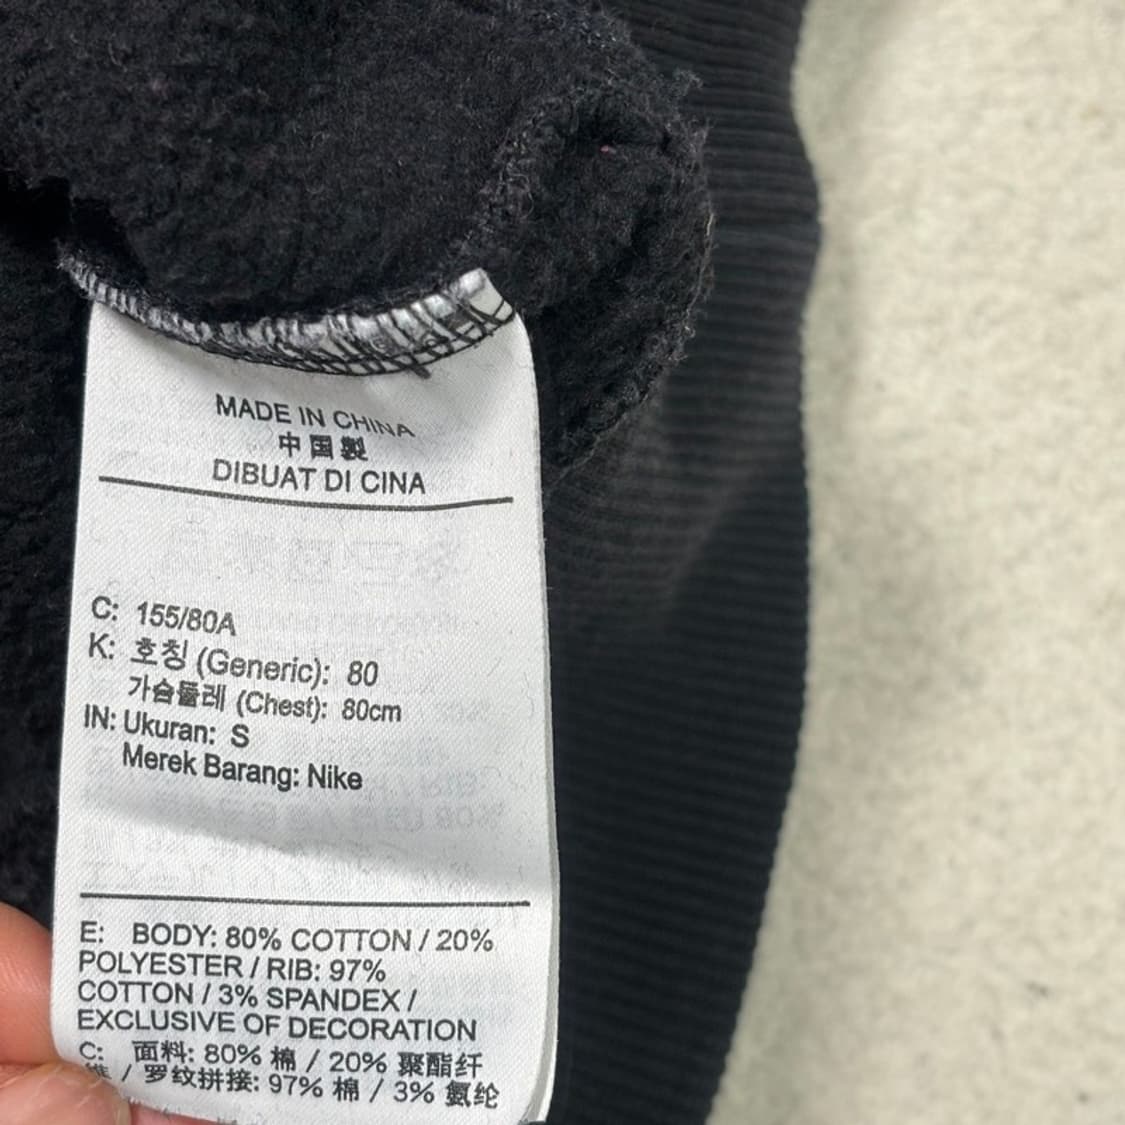 MADE IN CHINA
中国製
DIBUAT DI CINA
C: 155/80A
K: 호칭 (Generic): 80
가슴둘레 (Chest): 80cm
IN: Ukuran: S
Merek Barang: Nike
E: BODY: 80% COTTON / 20%
POLYESTER / RIB: 97%
COTTON / 3% SPANDEX /
EXCLUSIVE OF DECORATION
C: 面料: 80% 棉 / 20% 聚酯纤
维 / 罗纹拼接: 97% 棉 / 3% 氨纶